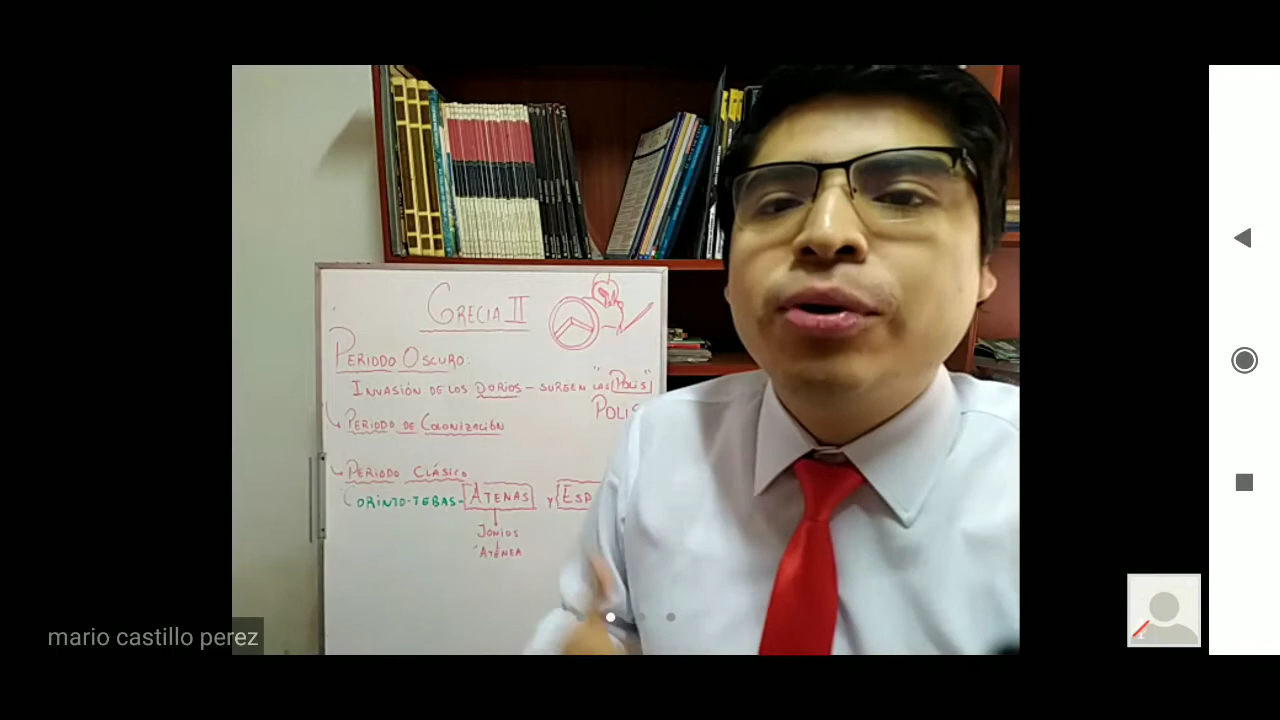 GRECIA II
PERIODO OSCURO:
INVASIÓN DE LOS DORIOS – SURGEN LAS "POLIS"
POLIS
PERIODO DE COLONIZACIÓN
PERIODO CLÁSICO
CORINTO-TEBAS- ATENAS y ESP
JONIOS
"ATENEA
mario castillo perez